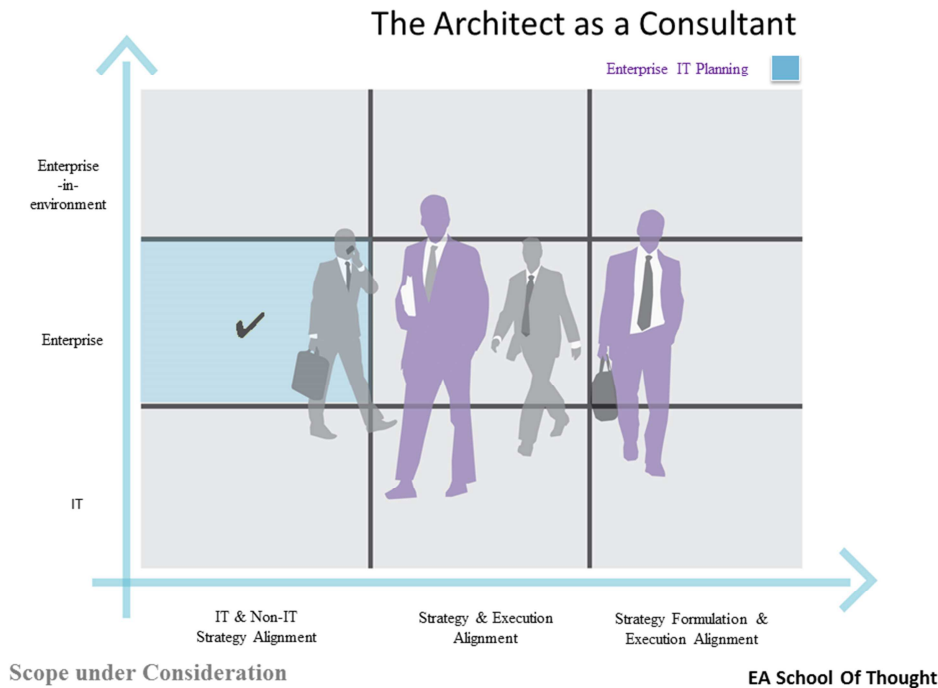 The Architect as a Consultant
Enterprise IT Planning
Enterprise
-in-
environment
Enterprise
IT
IT & Non-IT
Strategy Alignment
Strategy & Execution
Alignment
Strategy Formulation &
Execution Alignment
Scope under Consideration
EA School Of Thought